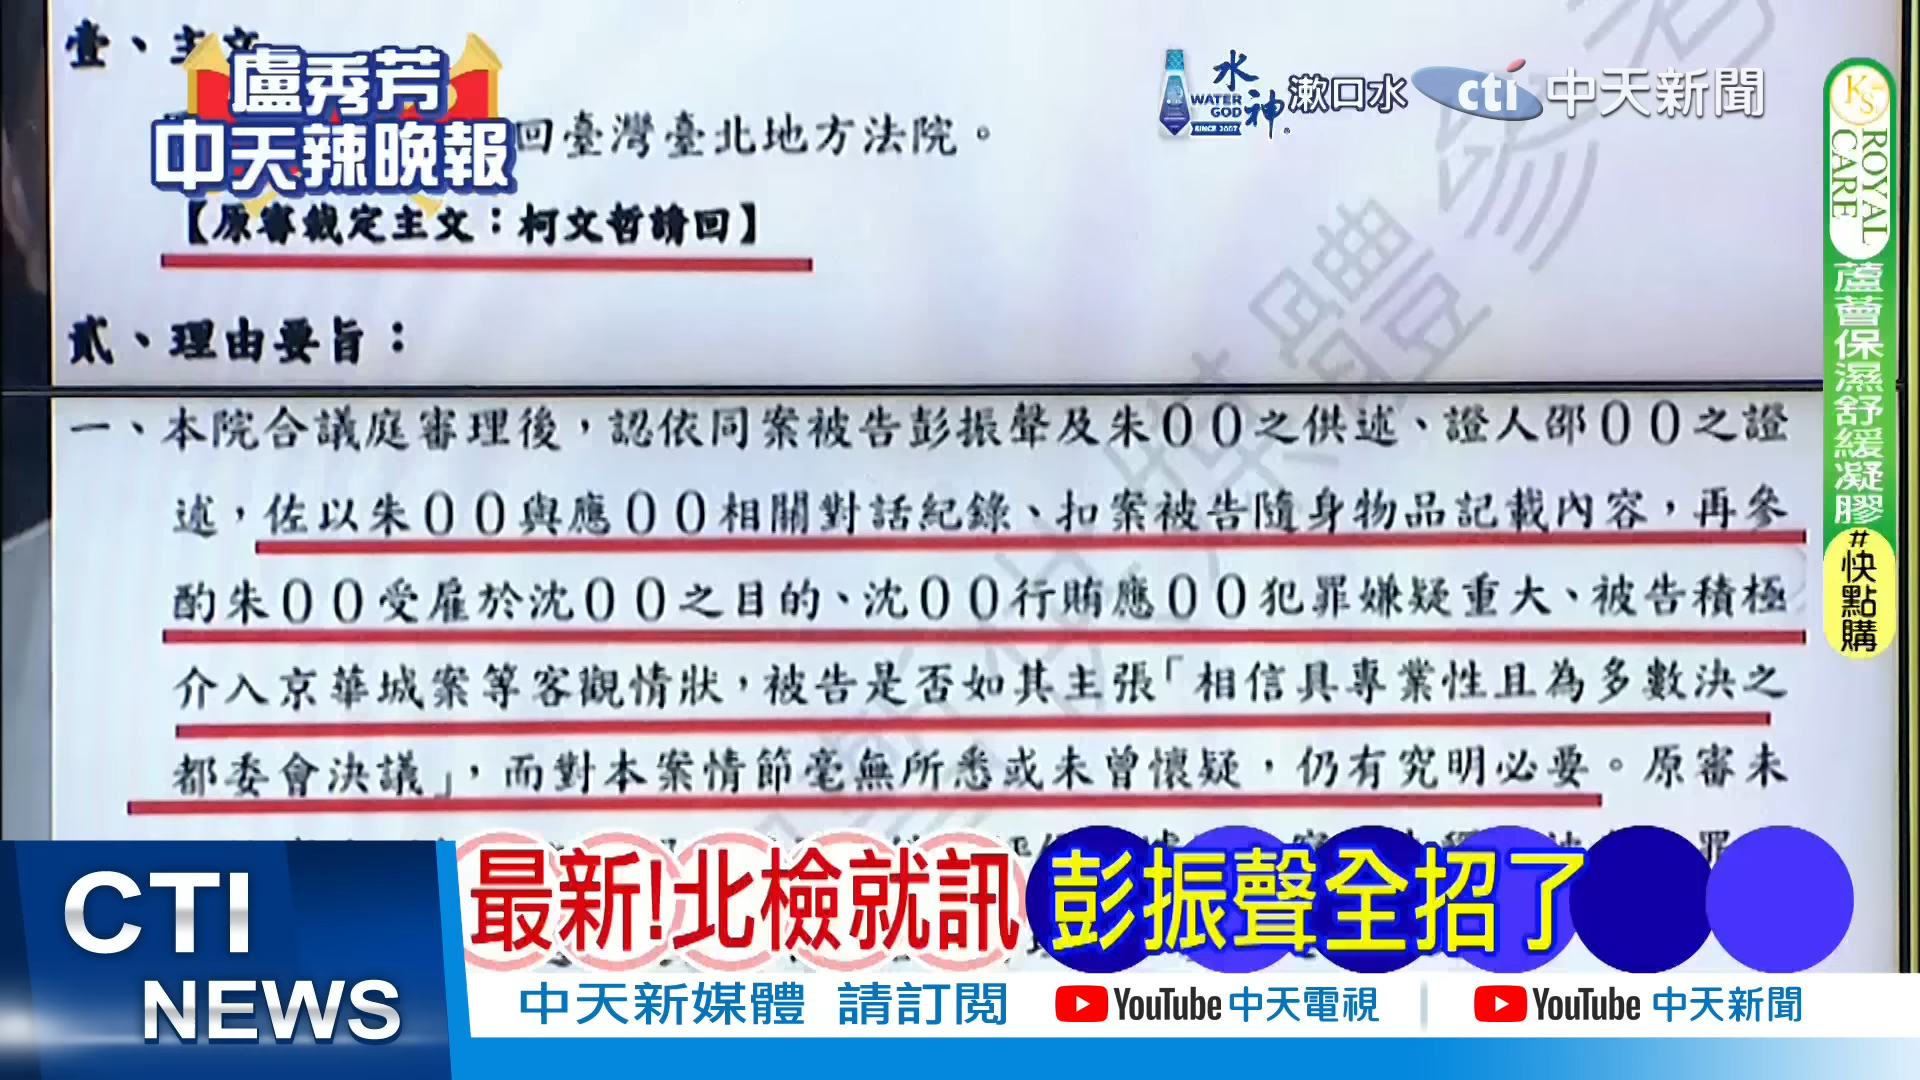 壹、主文
盧秀芳
中天辣晚報
回臺灣臺北地方法院。
【原審裁定主文：柯文哲請回】
貳、理由要旨：
水神
WATER GOD
SINCE 2007
漱口水
cti 中天新聞
KS
ROYAL CARE
蘆薈保濕舒緩凝膠
#快點購
一、本院合議庭審理後，認依同案被告彭振聲及朱００之供述、證人邵００之證
述，佐以朱００與應００相關對話紀錄、扣案被告隨身物品記載內容，再參
酌朱００受雇於沈００之目的、沈００行賄應００犯罪嫌疑重大、被告積極
介入京華城案等客觀情狀，被告是否如其主張「相信具專業性且為多數決之
都委會決議」，而對本案情節毫無所悉或未曾懷疑，仍有究明必要。原審未
最新!北檢就訊 彭振聲全招了
CTI NEWS
中天新媒體 請訂閱 YouTube 中天電視 | YouTube 中天新聞